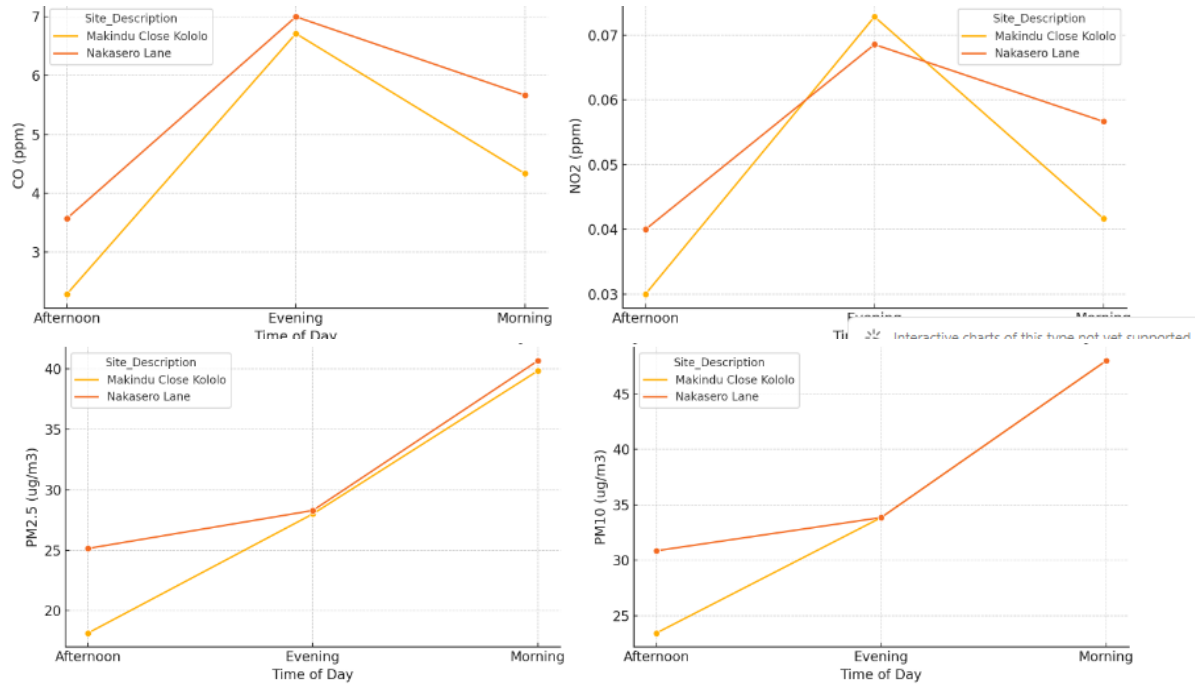 Site_Description
Makindu Close Kololo
Nakasero Lane
CO (ppm)
7
6
5
4
3
Afternoon
Evening
Morning
Time of Day
Site_Description
Makindu Close Kololo
Nakasero Lane
NO2 (ppm)
0.07
0.06
0.05
0.04
0.03
Afternoon
Evening
Morning
Interactive charts of this type not yet supported
Site_Description
Makindu Close Kololo
Nakasero Lane
PM2.5 (ug/m3)
40
35
30
25
20
Afternoon
Evening
Morning
Time of Day
Site_Description
Makindu Close Kololo
Nakasero Lane
PM10 (ug/m3)
45
40
35
30
25
Afternoon
Evening
Morning
Time of Day